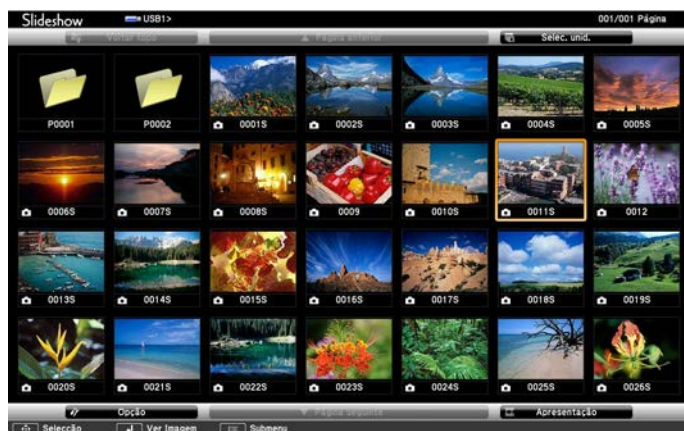 Slideshow USB1> 001/001 Página
Voltar topo Página anterior Selec. unid.
P0001 P0002 0001S 0002S 0003S 0004S 0005S
0006S 0007S 0008S 0009 0010S 0011S 0012
0013S 0014S 0015S 0016S 0017S 0018S 0019S
0020S 0021S 0022S 0023S 0024S 0025S 0026S
Opção Página seguinte Apresentação
Selecção Ver Imagem Submenu